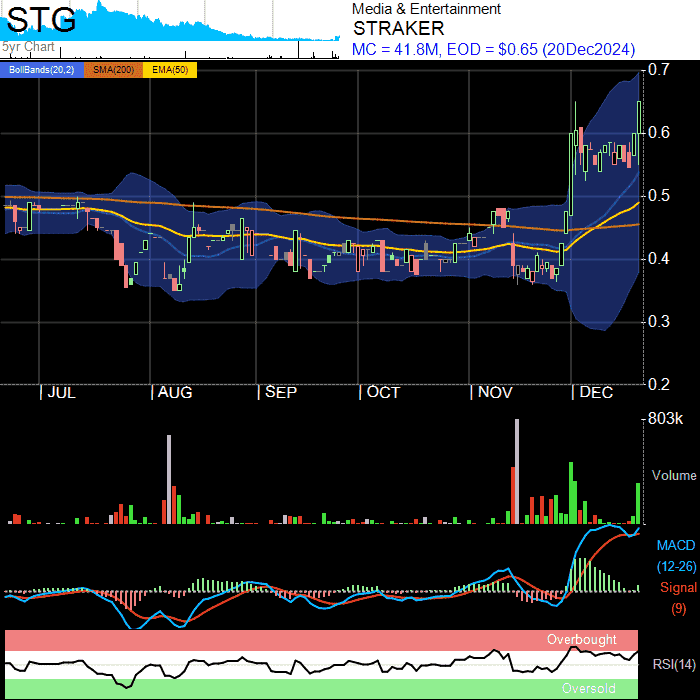 STG
5yr Chart
Media & Entertainment
STRAKER
MC = 41.8M, EOD = $0.65 (20Dec2024)
BollBands(20,2) SMA(200) EMA(50)
0.7
0.6
0.5
0.4
0.3
0.2
JUL AUG SEP OCT NOV DEC
803k
Volume
MACD
(12-26)
Signal
(9)
Overbought
RSI(14)
Oversold